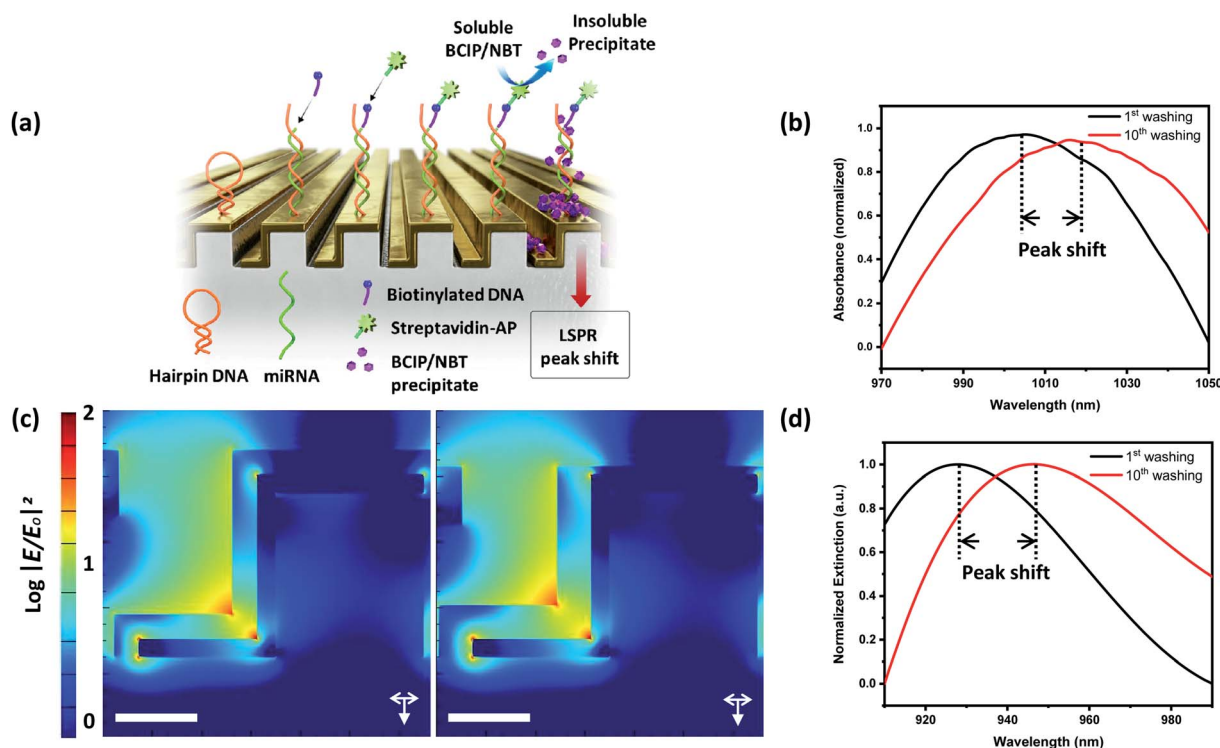 (a)
Soluble
BCIP/NBT
Insoluble
Precipitate
Hairpin DNA
miRNA
Biotinylated DNA
Streptavidin-AP
BCIP/NBT
precipitate
LSPR
peak shift
(b)
1st washing
10th washing
Peak shift
Absorbance (normalized)
1.0
0.8
0.6
0.4
0.2
0.0
970
990
1010
1030
1050
Wavelength (nm)
(c)
2
1
0
Log |E/Eo|²
(d)
1st washing
10th washing
Peak shift
Normalized Extinction (a.u.)
1.0
0.8
0.6
0.4
0.2
0.0
920
940
960
980
Wavelength (nm)